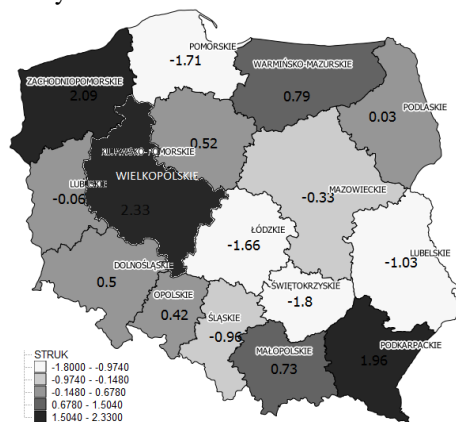 POMORSKIE
-1.71
ZACHODNIOPOMORSKIE
2.09
WARMIŃSKO-MAZURSKIE
0.79
PODLASKIE
0.03
0.52
WIELKOPOLSKIE
2.33
-0.06
MAZOWIECKIE
-0.33
ŁÓDZKIE
-1.66
LUBELSKIE
-1.03
DOLNOŚLĄSKIE
0.5
OPOLSKIE
0.42
ŚWIĘTOKRZYSKIE
-1.8
ŚLĄSKIE
-0.96
MAŁOPOLSKIE
0.73
PODKARPACKIE
1.96
STRUK
-1.8000 - -0.9740
-0.9740 - -0.1480
-0.1480 - 0.6780
0.6780 - 1.5040
1.5040 - 2.3300